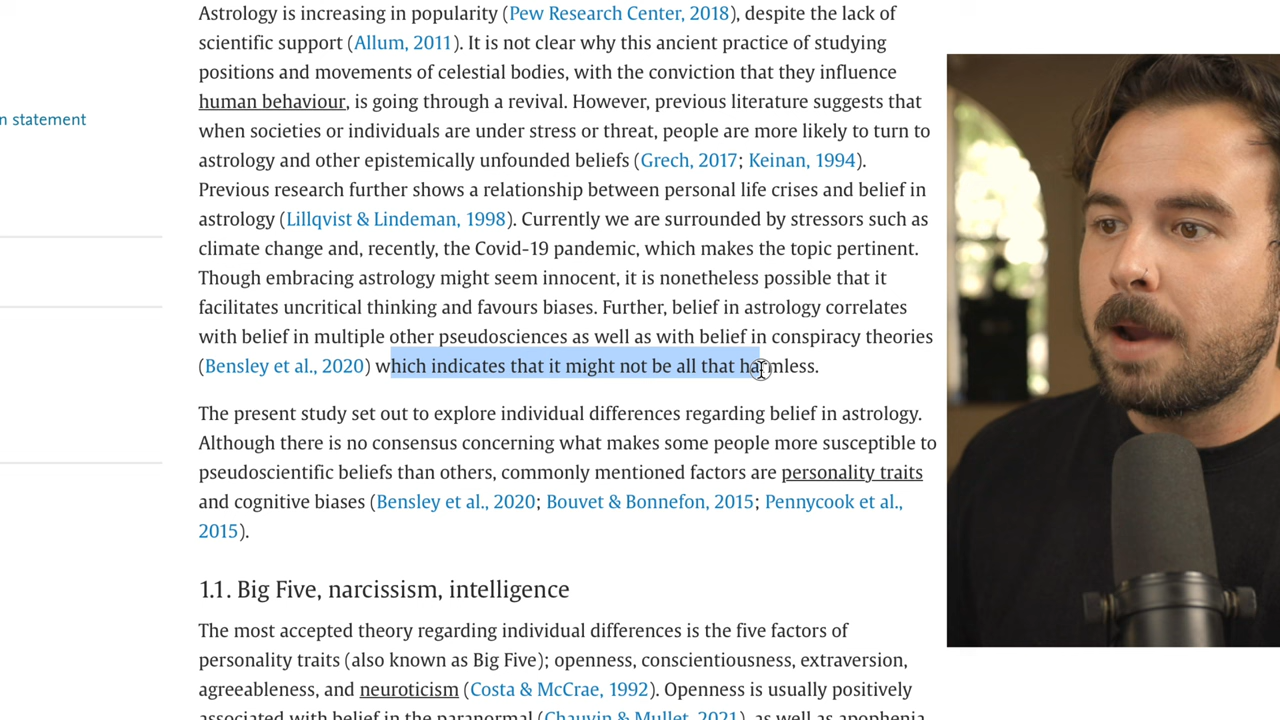 Astrology is increasing in popularity (Pew Research Center, 2018), despite the lack of
scientific support (Allum, 2011). It is not clear why this ancient practice of studying
positions and movements of celestial bodies, with the conviction that they influence
human behaviour, is going through a revival. However, previous literature suggests that
when societies or individuals are under stress or threat, people are more likely to turn to
astrology and other epistemically unfounded beliefs (Grech, 2017; Keinan, 1994).
Previous research further shows a relationship between personal life crises and belief in
astrology (Lillqvist & Lindeman, 1998). Currently we are surrounded by stressors such as
climate change and, recently, the Covid-19 pandemic, which makes the topic pertinent.
Though embracing astrology might seem innocent, it is nonetheless possible that it
facilitates uncritical thinking and favours biases. Further, belief in astrology correlates
with belief in multiple other pseudosciences as well as with belief in conspiracy theories
(Bensley et al., 2020) which indicates that it might not be all that harmless.
The present study set out to explore individual differences regarding belief in astrology.
Although there is no consensus concerning what makes some people more susceptible to
pseudoscientific beliefs than others, commonly mentioned factors are personality traits
and cognitive biases (Bensley et al., 2020; Bouvet & Bonnefon, 2015; Pennycook et al.,
2015).
1.1. Big Five, narcissism, intelligence
The most accepted theory regarding individual differences is the five factors of
personality traits (also known as Big Five); openness, conscientiousness, extraversion,
agreeableness, and neuroticism (Costa & McCrae, 1992). Openness is usually positively
associated with belief in the paranormal (Chauvin & Mullet, 2021), as well as apophenia
n statement